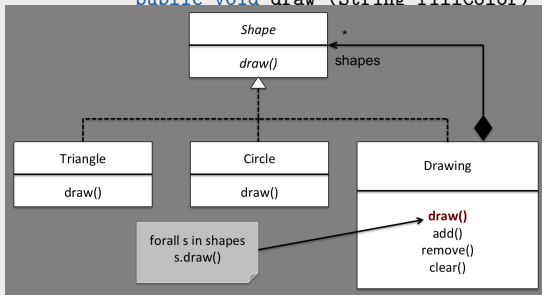 public void draw (String fillColor)
Shape
*
draw()
shapes
Triangle
Circle
Drawing
draw()
draw()
draw()
add()
remove()
clear()
forall s in shapes
s.draw()